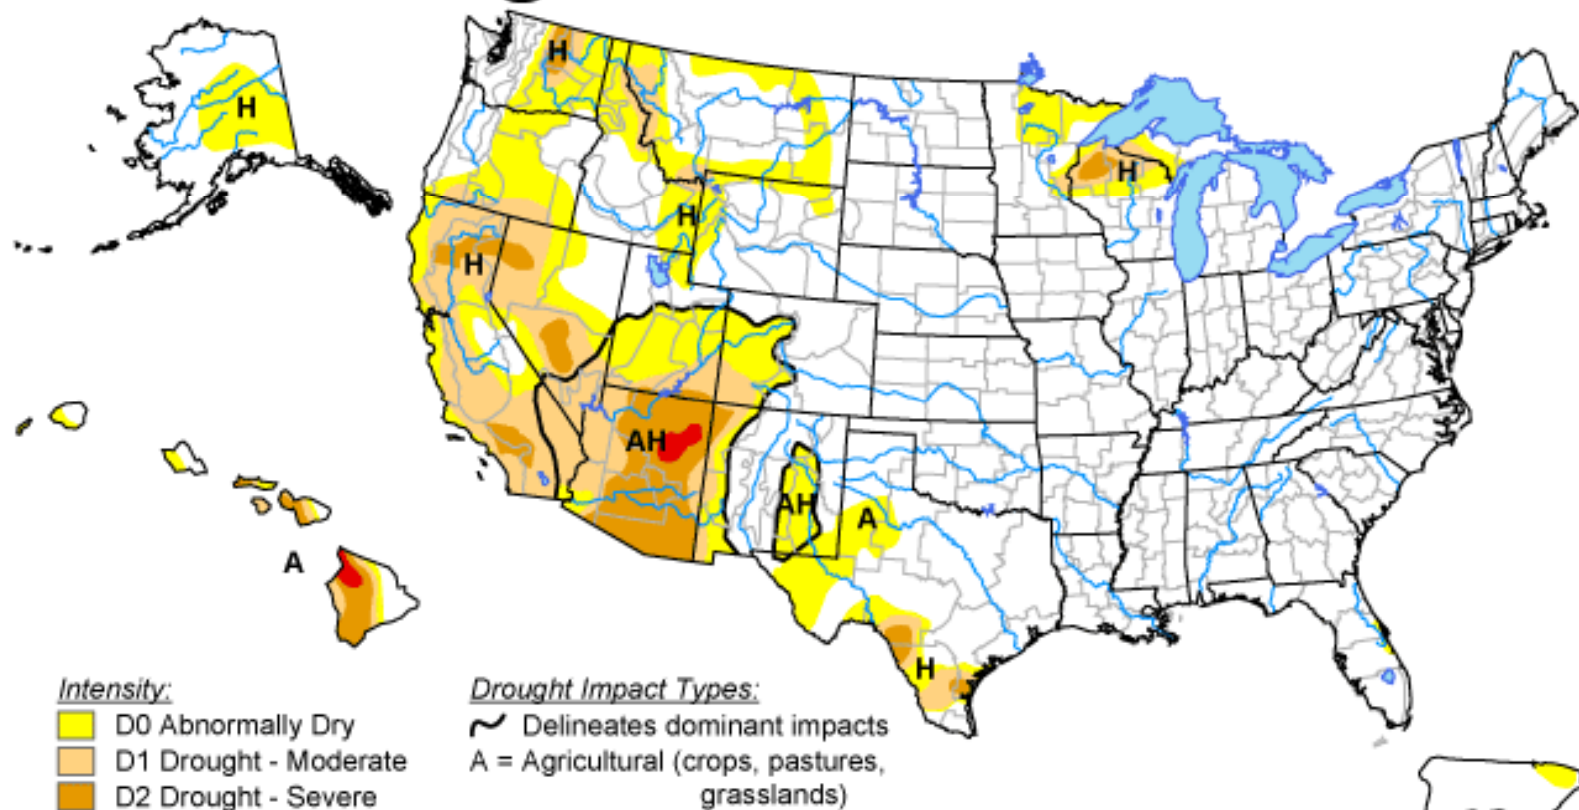 H
H
H
H
H
AH
AH
A
A
H
Intensity:
D0 Abnormally Dry
D1 Drought - Moderate
D2 Drought - Severe
Drought Impact Types:
Delineates dominant impacts
A = Agricultural (crops, pastures,
grasslands)